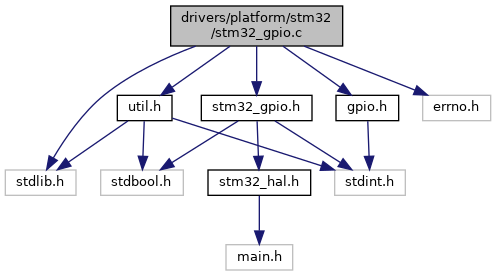 drivers/platform/stm32
/stm32_gpio.c
util.h
stm32_gpio.h
gpio.h
errno.h
stdlib.h
stdbool.h
stm32_hal.h
stdint.h
main.h